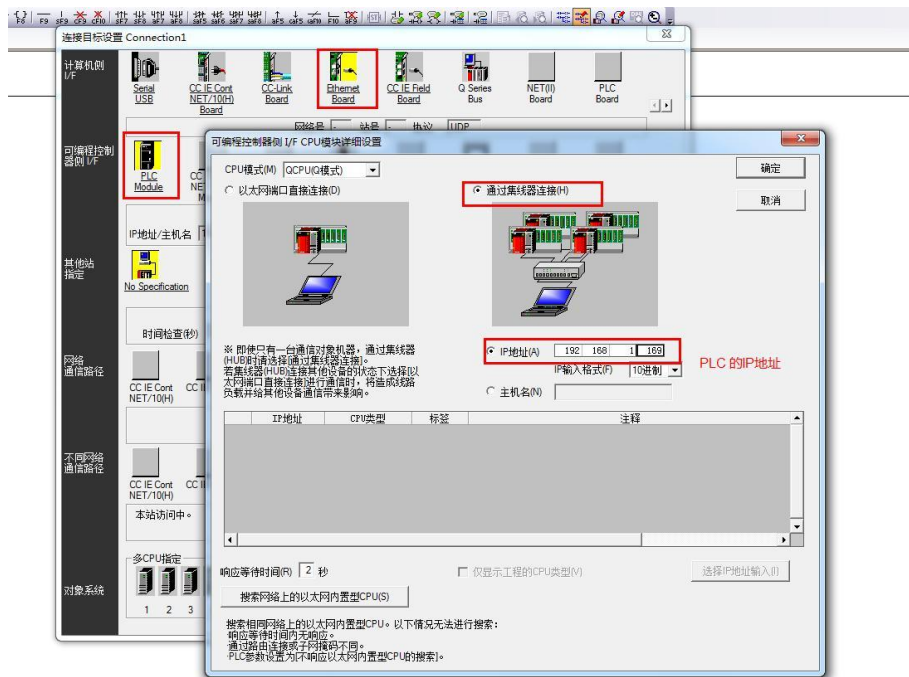 F6 F9 sF9 cF9 cF10 sF7 sF8 aF7 aF8 saF5 saF6 saF7 saF8 aF5 caF5 caF10 F10 aF9
连接目标设置 Connection1
计算机侧
I/F
Serial
USB
CC IE Cont
NET/10(H)
Board
CC-Link
Board
Ethernet
Board
CC IE Field
Board
Q Series
Bus
NET(II)
Board
PLC
Board
网络号 - 站号 - 协议 UDP
可编程控制
器侧 I/F
PLC
Module
可编程控制器侧 I/F CPU模块详细设置
CPU模式(M) QCPU(Q模式)
确定
取消
以太网端口直接连接(D)
通过集线器连接(H)
IP地址/主机名
其他站
指定
No Specification
时间检查(秒)
※ 即使只有一台通信对象机器，通过集线器
(HUB)时请选择[通过集线器连接]。
若集线器(HUB)连接其他设备的状态下选择[以
太网端口直接连接]进行通信时，将造成线路
负载并给其他设备通信带来影响。
IP地址(A) 192 168 1 169
IP输入格式(F) 10进制
PLC 的IP地址
主机名(N)
网络
通信路径
CC IE Cont
NET/10(H)
IP地址 CPU类型 标签 注释
不同网络
通信路径
CC IE Cont
NET/10(H)
本站访问中。
多CPU指定
对象系统
1 2 3
响应等待时间(R) 2 秒
仅显示工程的CPU类型(V)
选择IP地址输入(I)
搜索网络上的以太网内置型CPU(S)
搜索相同网络上的以太网内置型CPU。以下情况无法进行搜索：
·响应等待时间内无响应。
·通过路由连接或子网掩码不同。
·PLC参数设置为[不响应以太网内置型CPU的搜索]。